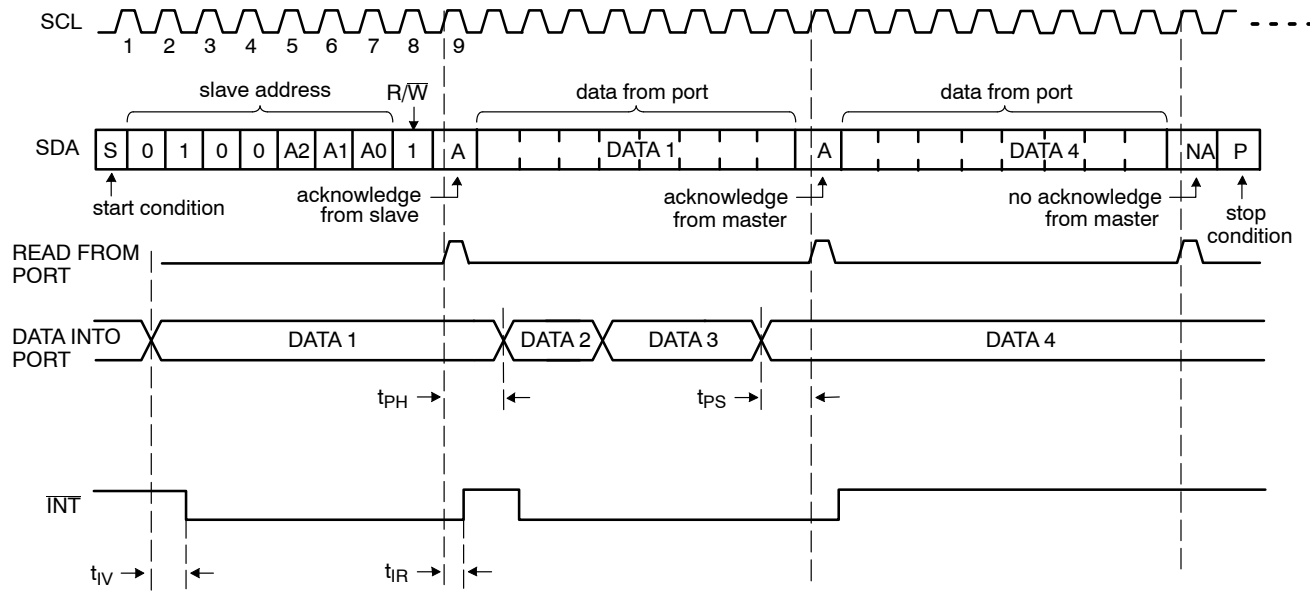 SCL
1 2 3 4 5 6 7 8 9
slave address
R/W̅
data from port
data from port
SDA
S 0 1 0 0 A2 A1 A0 1 A DATA 1 A DATA 4 NA P
start condition
acknowledge
from slave
acknowledge
from master
no acknowledge
from master
stop
condition
READ FROM
PORT
DATA INTO
PORT
DATA 1 DATA 2 DATA 3 DATA 4
tPH
tPS
I̅N̅T̅
tIV
tIR